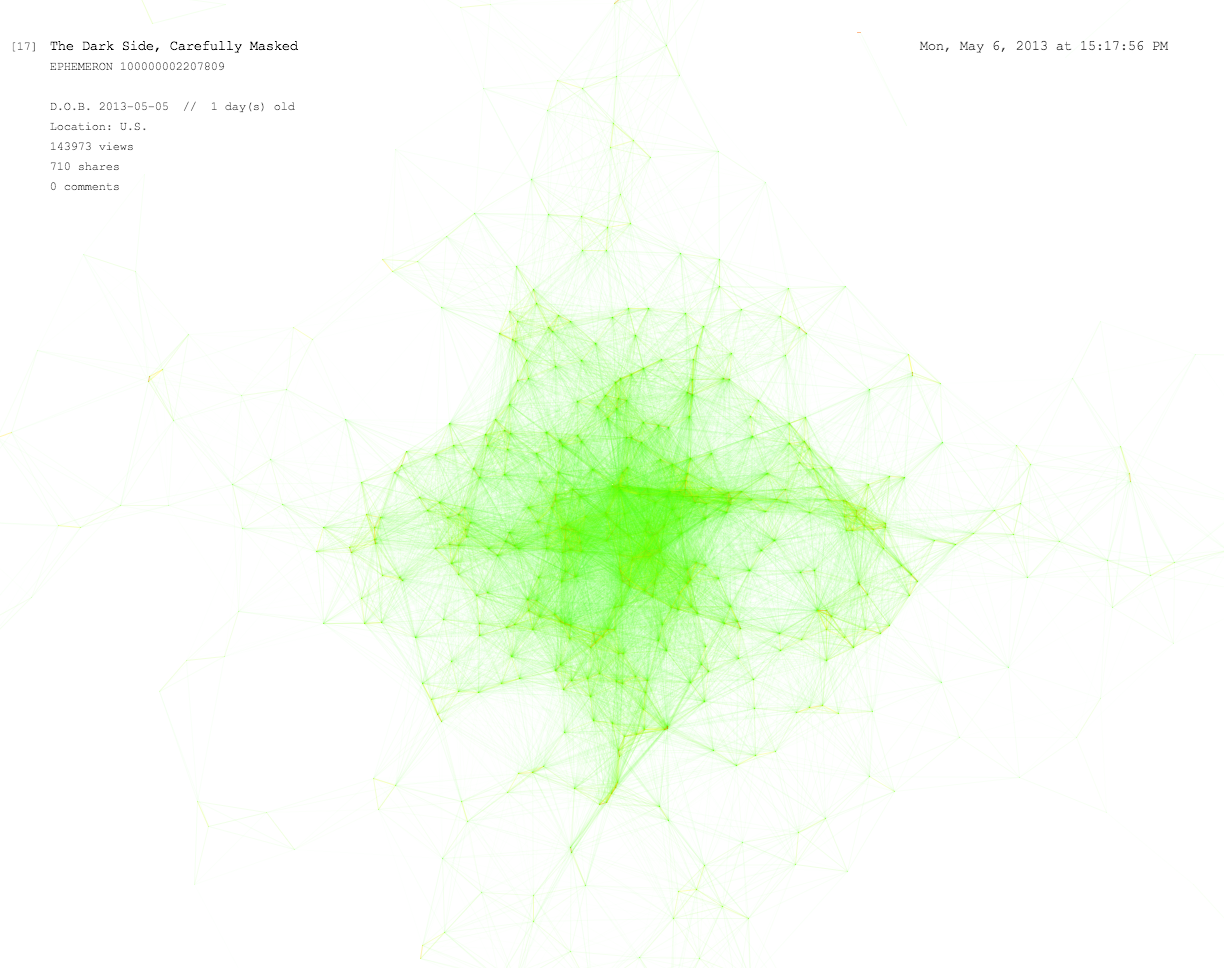 [17] The Dark Side, Carefully Masked
Mon, May 6, 2013 at 15:17:56 PM
EPHEMERON 100000002207809
D.O.B. 2013-05-05 // 1 day(s) old
Location: U.S.
143973 views
710 shares
0 comments